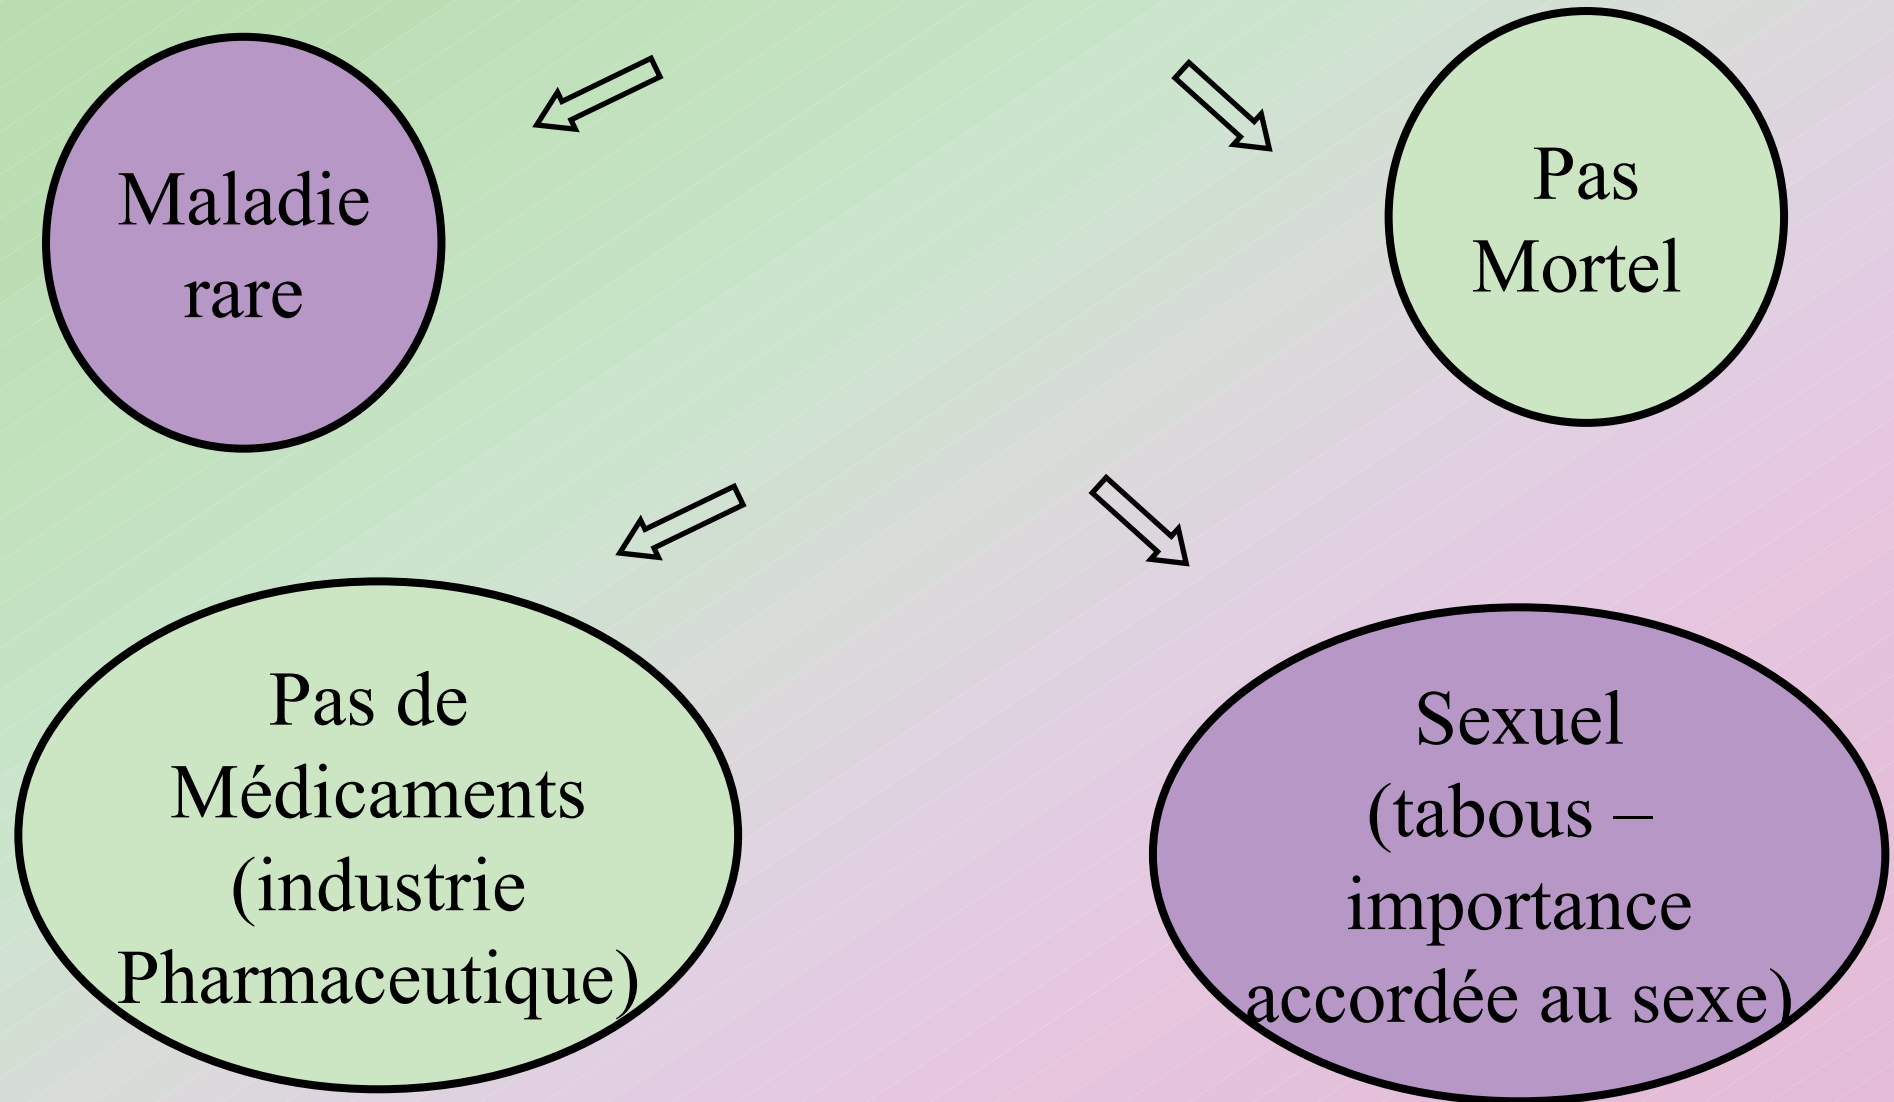 Maladie
rare
Pas
Mortel
Pas de
Médicaments
(industrie
Pharmaceutique)
Sexuel
(tabous –
importance
accordée au sexe)